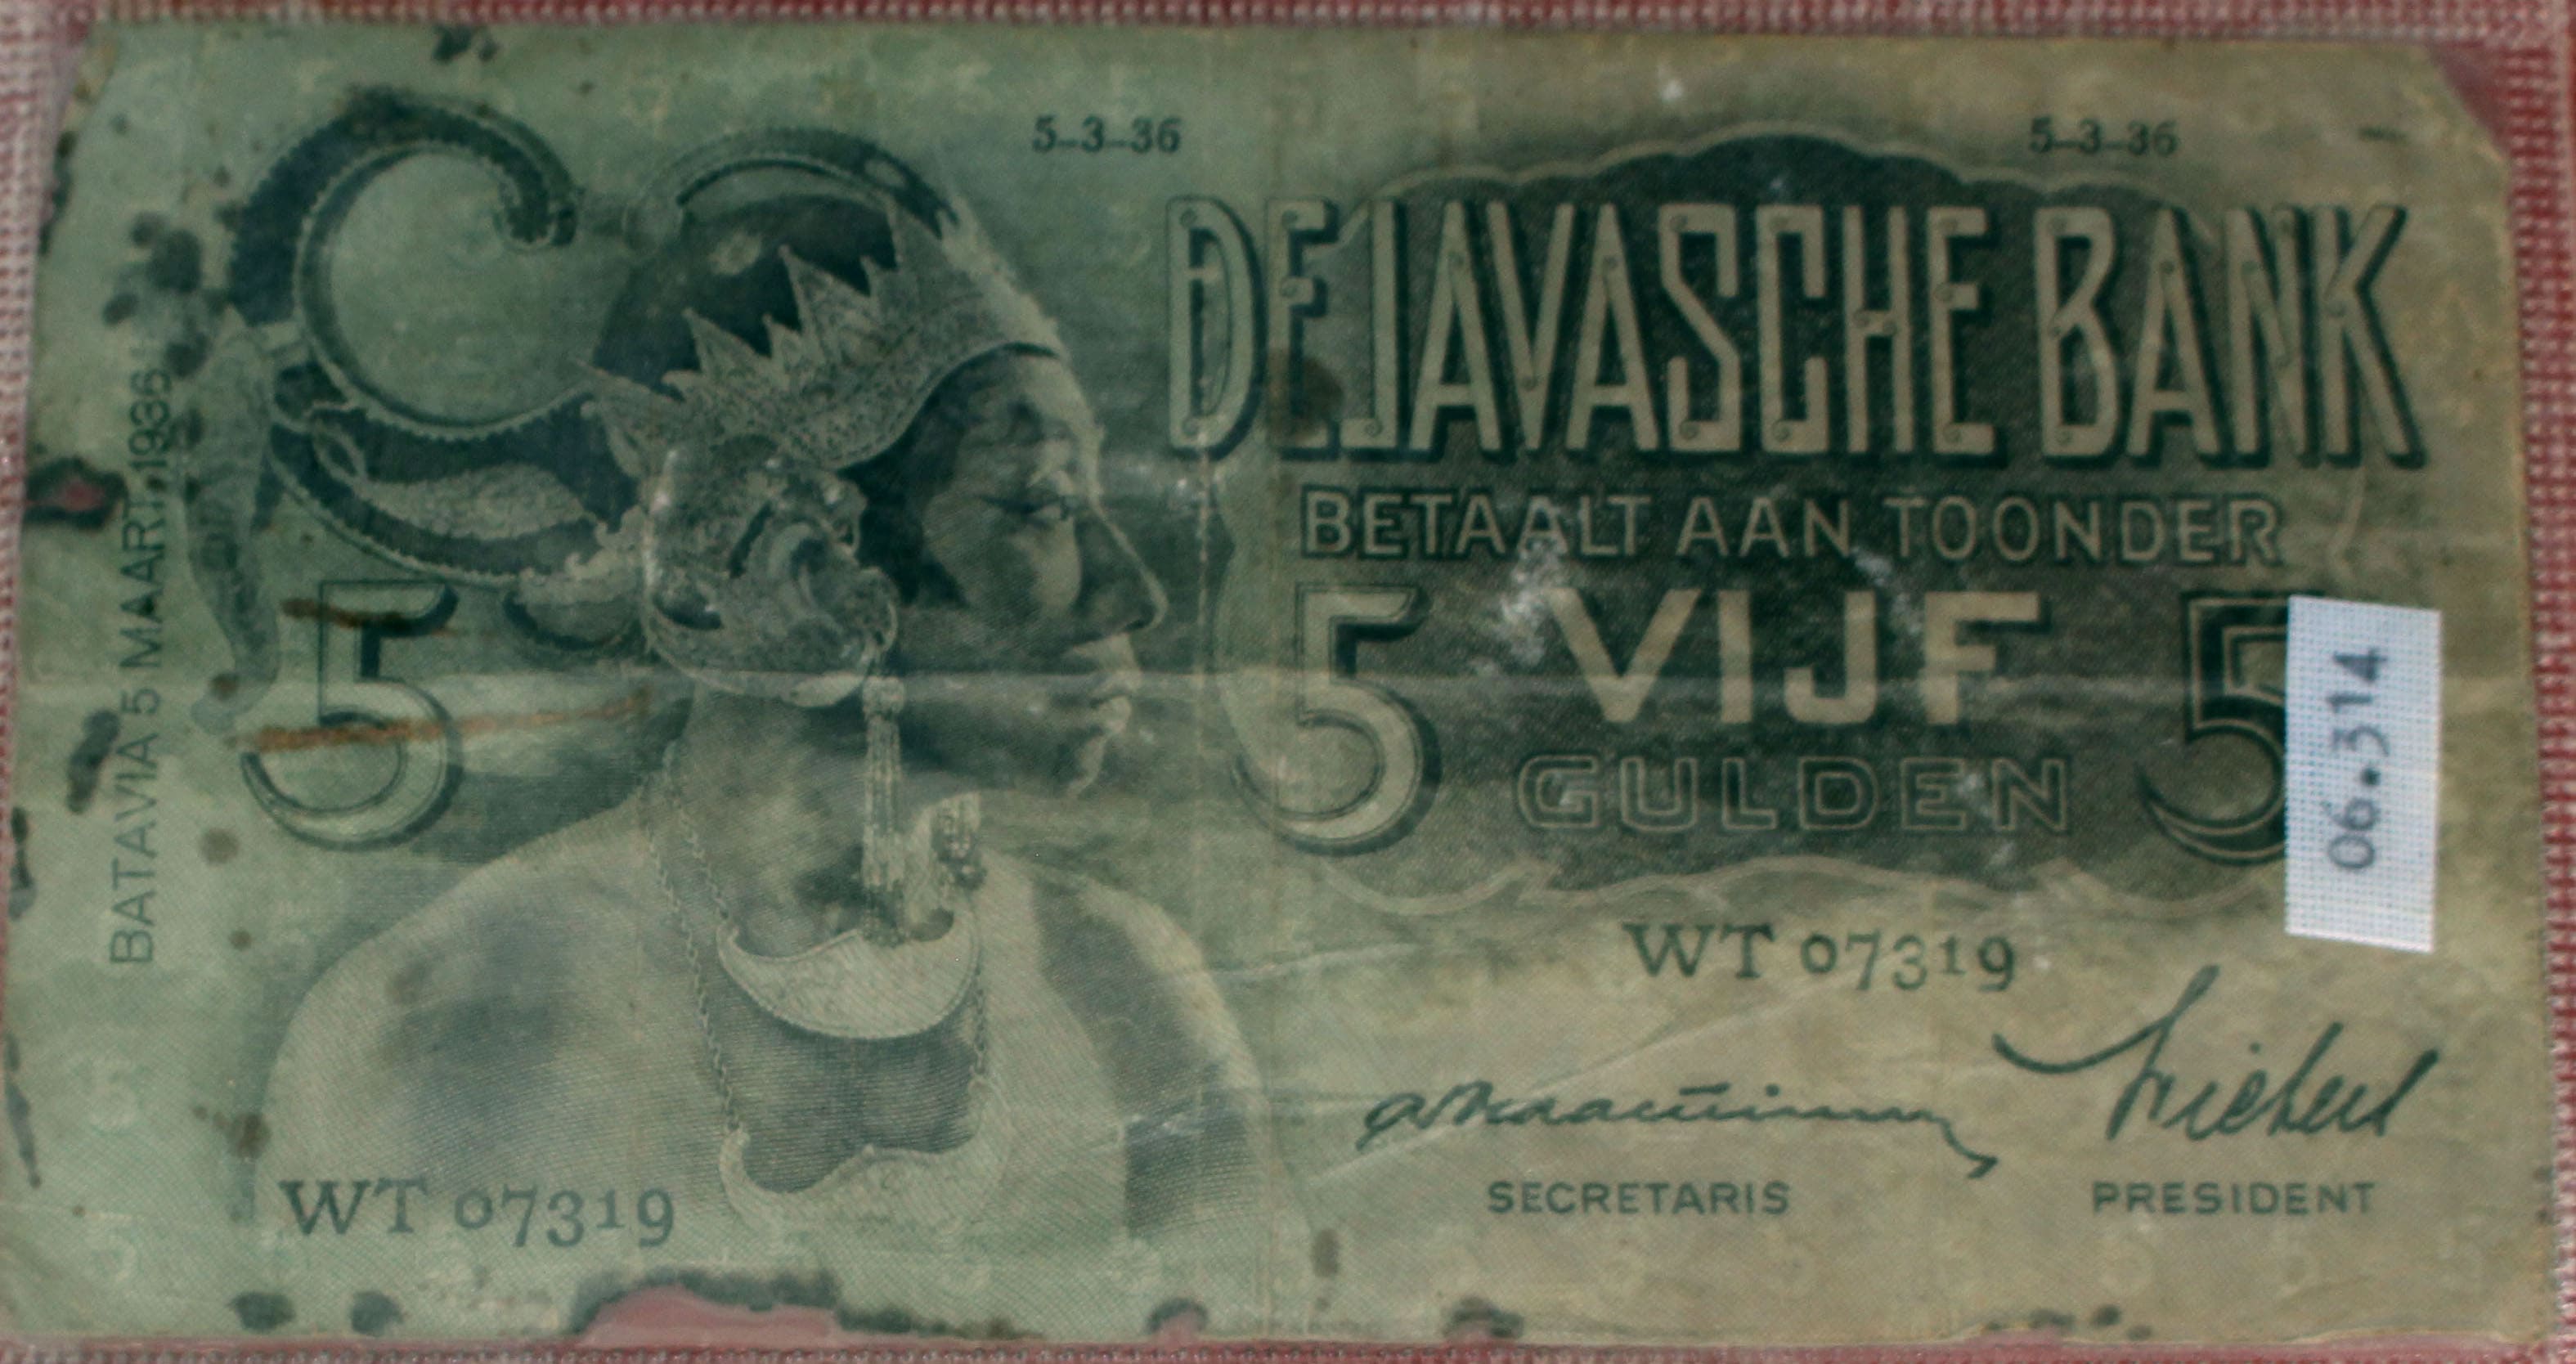 5-3-36
5-3-36
DE JAVASCHE BANK
BETAALT AAN TOONDER
5 VIJF 5
GULDEN
5
BATAVIA 5 MAART 1936
06.314
WT 07319
SECRETARIS
PRESIDENT
WT 07319